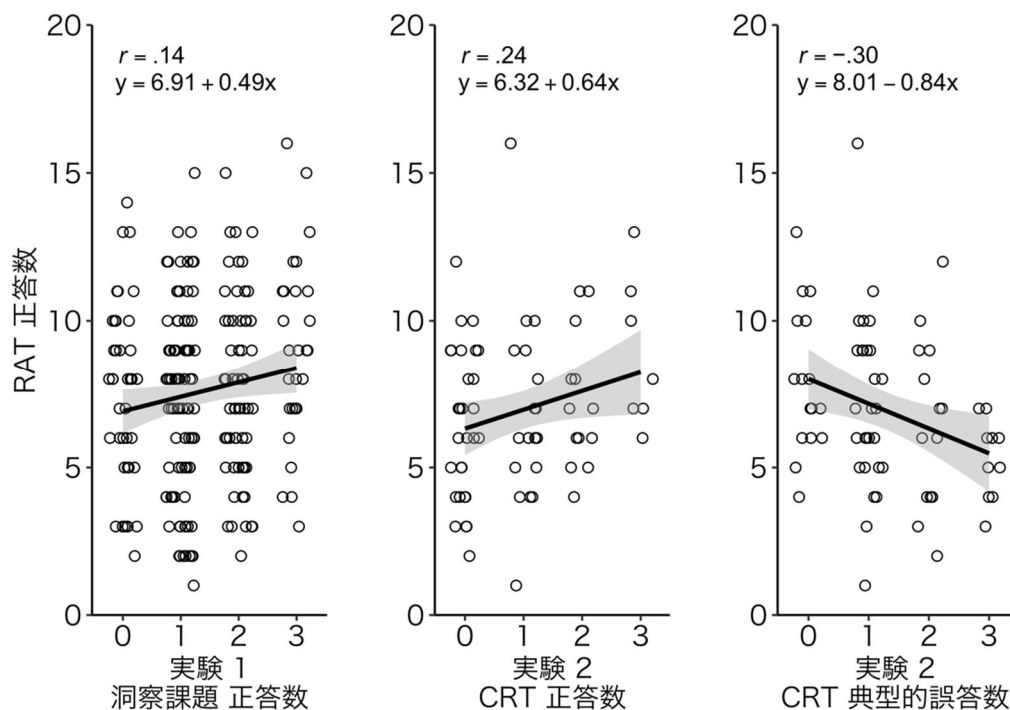 RAT 正答数
20
15
10
5
0
r = .14
y = 6.91 + 0.49x
0 1 2 3
実験 1
洞察課題 正答数
20
15
10
5
0
r = .24
y = 6.32 + 0.64x
0 1 2 3
実験 2
CRT 正答数
20
15
10
5
0
r = −.30
y = 8.01 − 0.84x
0 1 2 3
実験 2
CRT 典型的誤答数